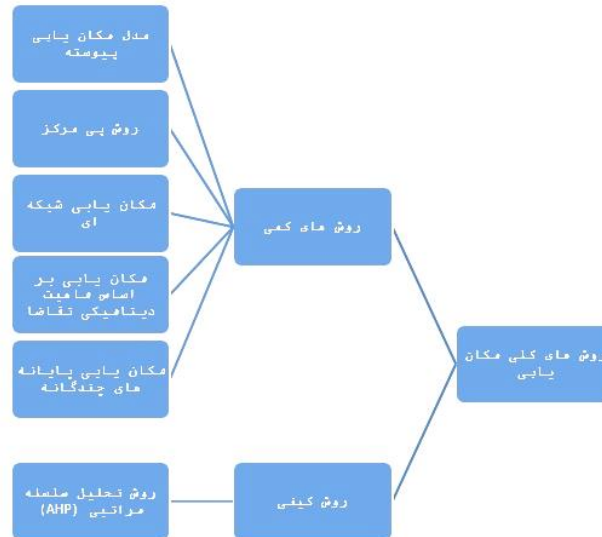 مدل مکان یابی
پیوسته
روش پی مرکز
مکان یابی شبکه
ای
مکان یابی بر
اساس ماهیت
دینامیکی تقاضا
مکان یابی پایانه
های چندگانه
روش های کمی
روش های کلی مکان
یابی
روش کیفی
روش تحلیل سلسله
مراتبی (AHP)